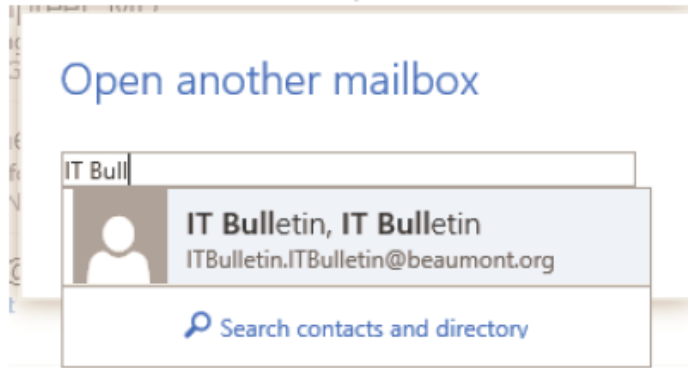 Open another mailbox
IT Bull
IT Bulletin, IT Bulletin
ITBulletin.ITBulletin@beaumont.org
Search contacts and directory